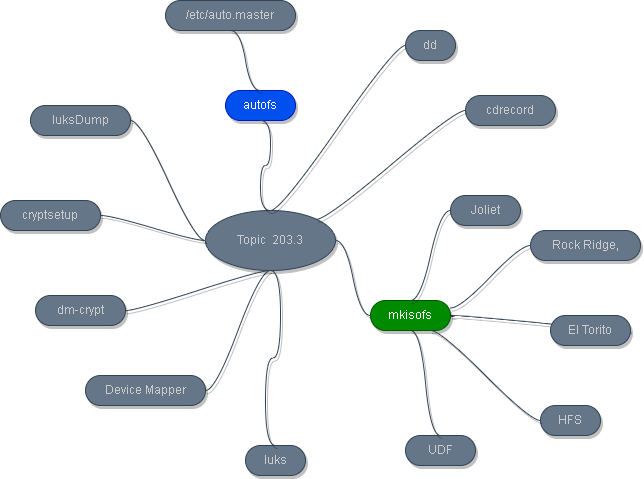 /etc/auto.master
dd
autofs
cdrecord
luksDump
Joliet
cryptsetup
Topic 203.3
Rock Ridge,
dm-crypt
mkisofs
El Torito
Device Mapper
HFS
UDF
luks